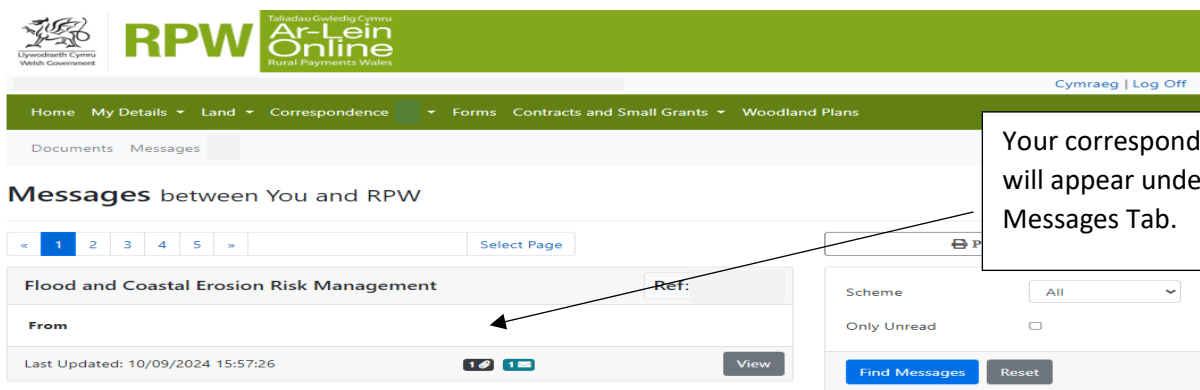 Llywodraeth Cymru
Welsh Government
RPW
Taliadau Gwledig Cymru
Ar-Lein
Online
Rural Payments Wales
Cymraeg | Log Off
Home My Details Land Correspondence Forms Contracts and Small Grants Woodland Plans
Documents Messages
Your correspond
will appear unde
Messages Tab.
Messages between You and RPW
« 1 2 3 4 5 » Select Page
P
Flood and Coastal Erosion Risk Management Ref:
From
Last Updated: 10/09/2024 15:57:26 1 1 View
Scheme All
Only Unread
Find Messages Reset